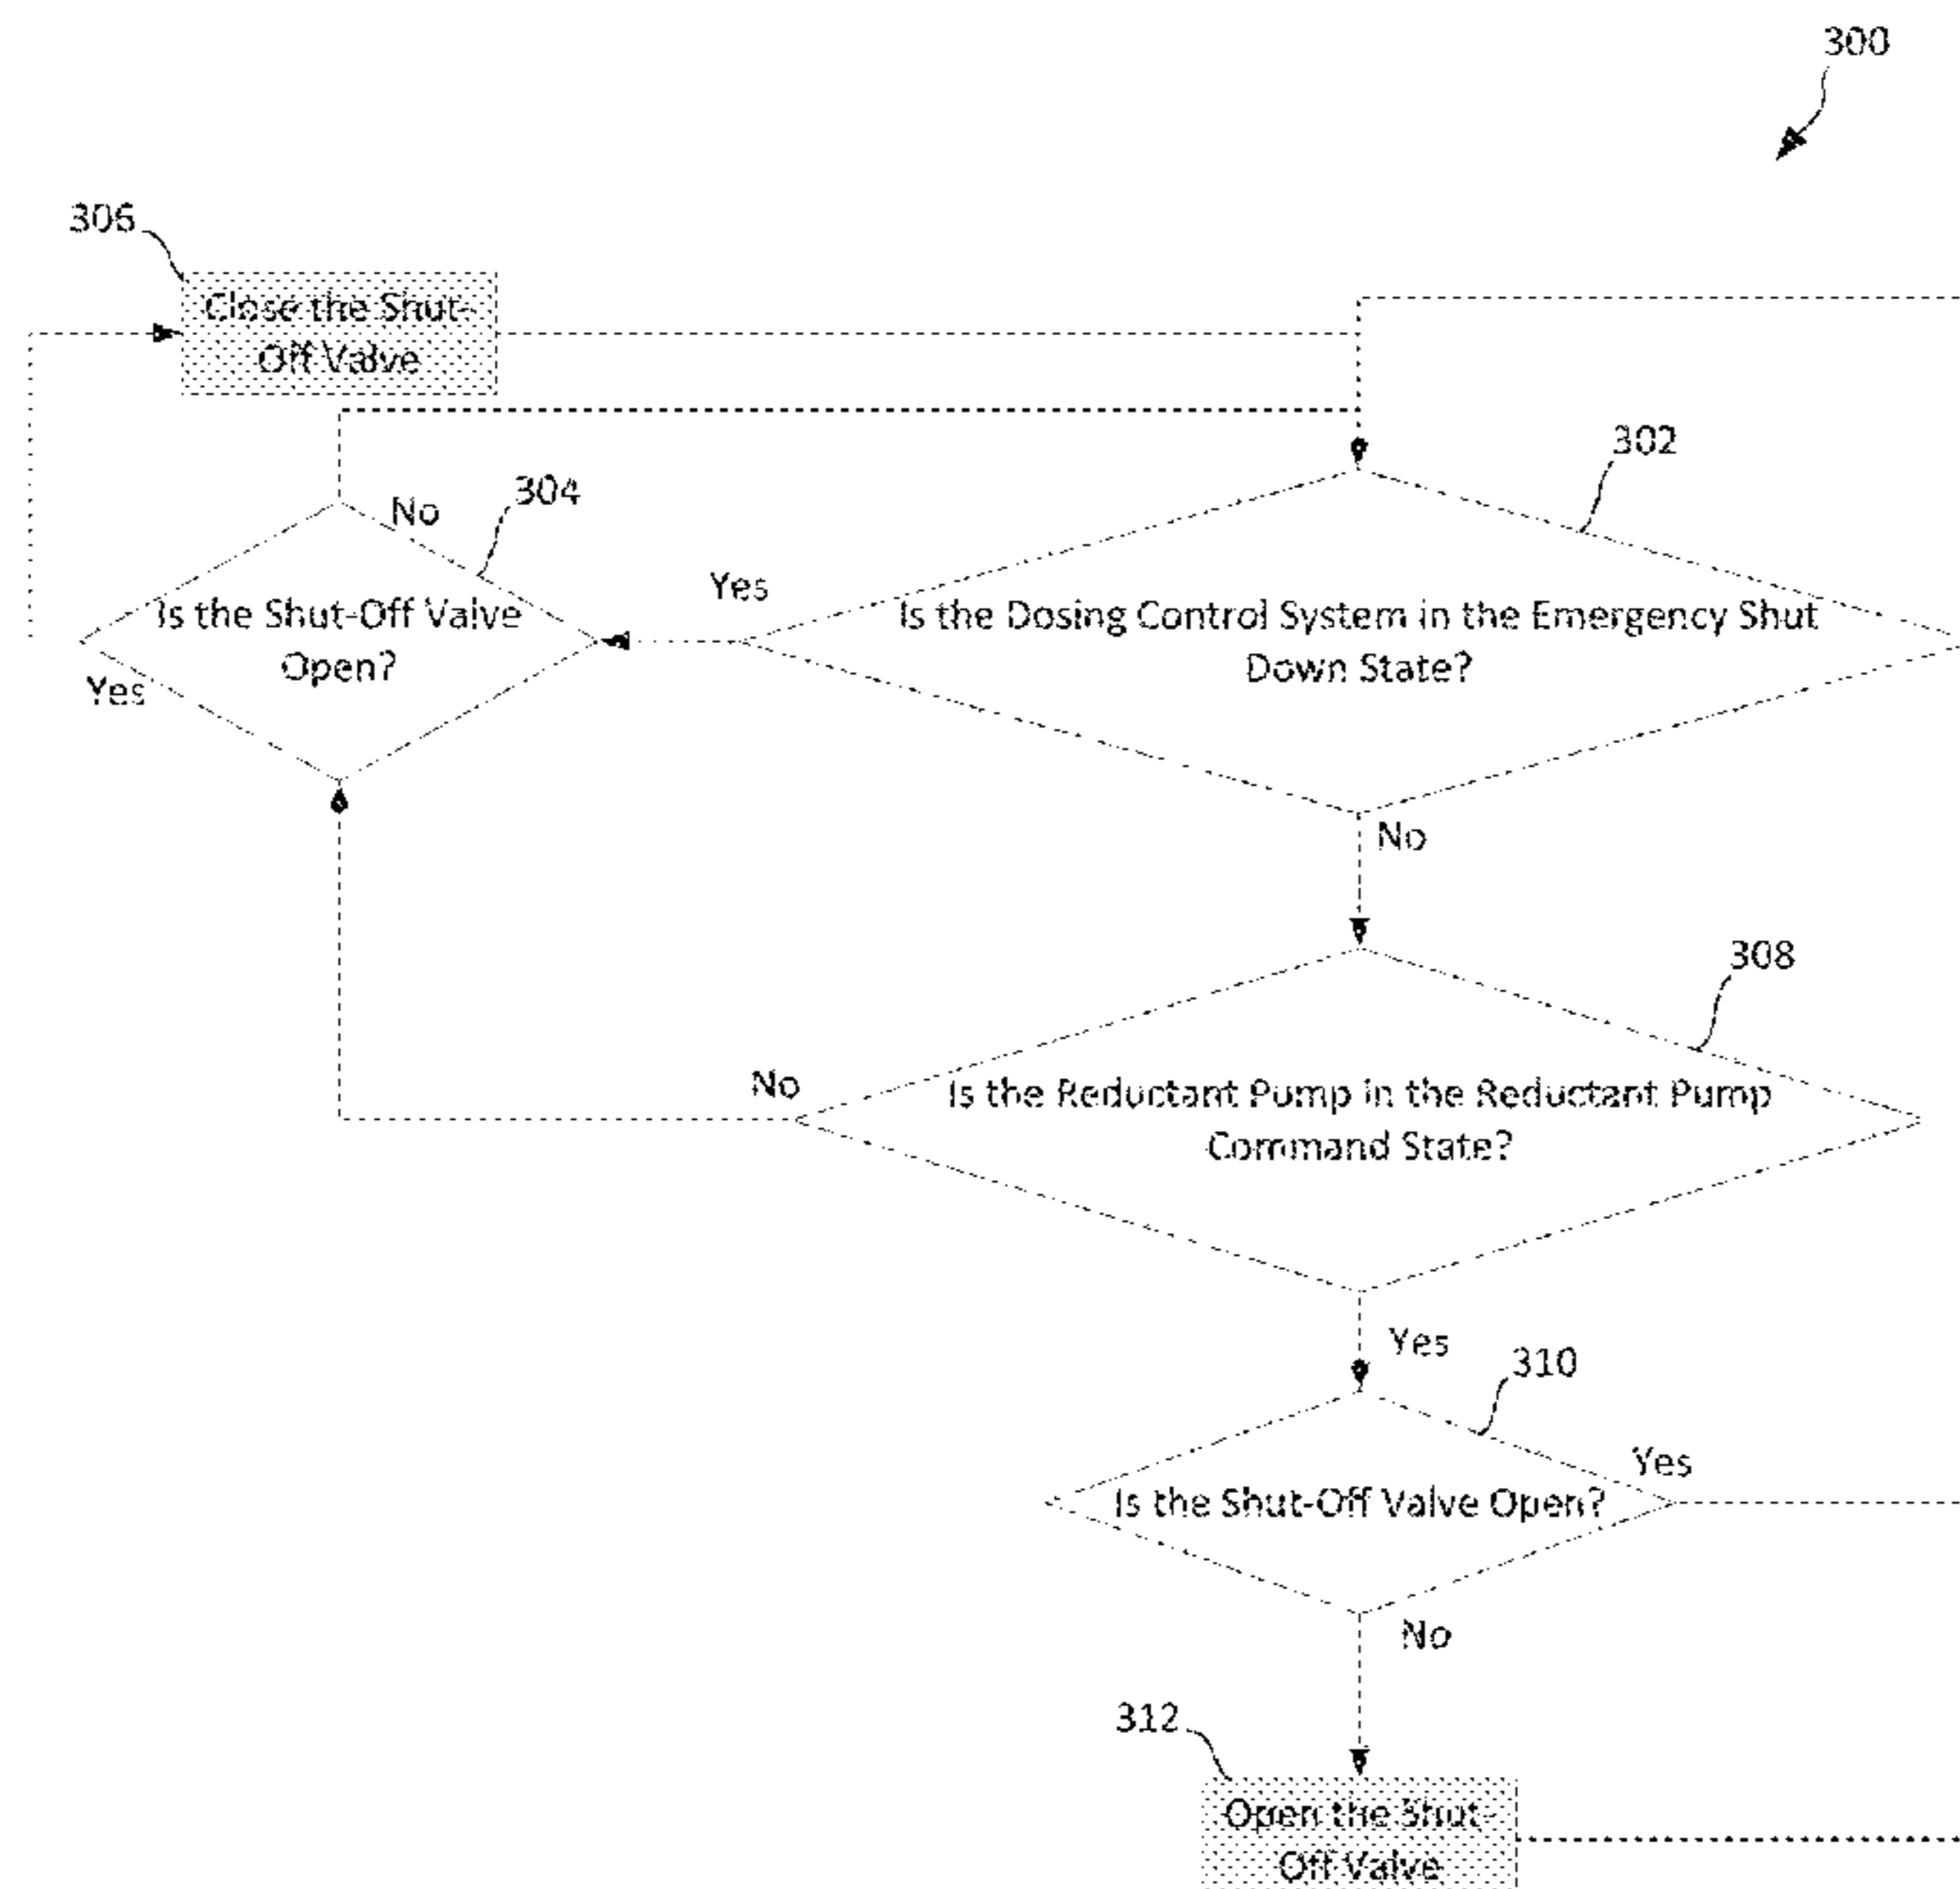 300
306
Close the Shut-
Off Valve
302
304
No
Yes
Is the Shut-Off Valve
Open?
Yes
Is the Dosing Control System in the Emergency Shut
Down State?
No
308
No
Is the Reductant Pump in the Reductant Pump
Command State?
Yes
310
Yes
Is the Shut-Off Valve Open?
No
312
Open the Shut-
Off Valve